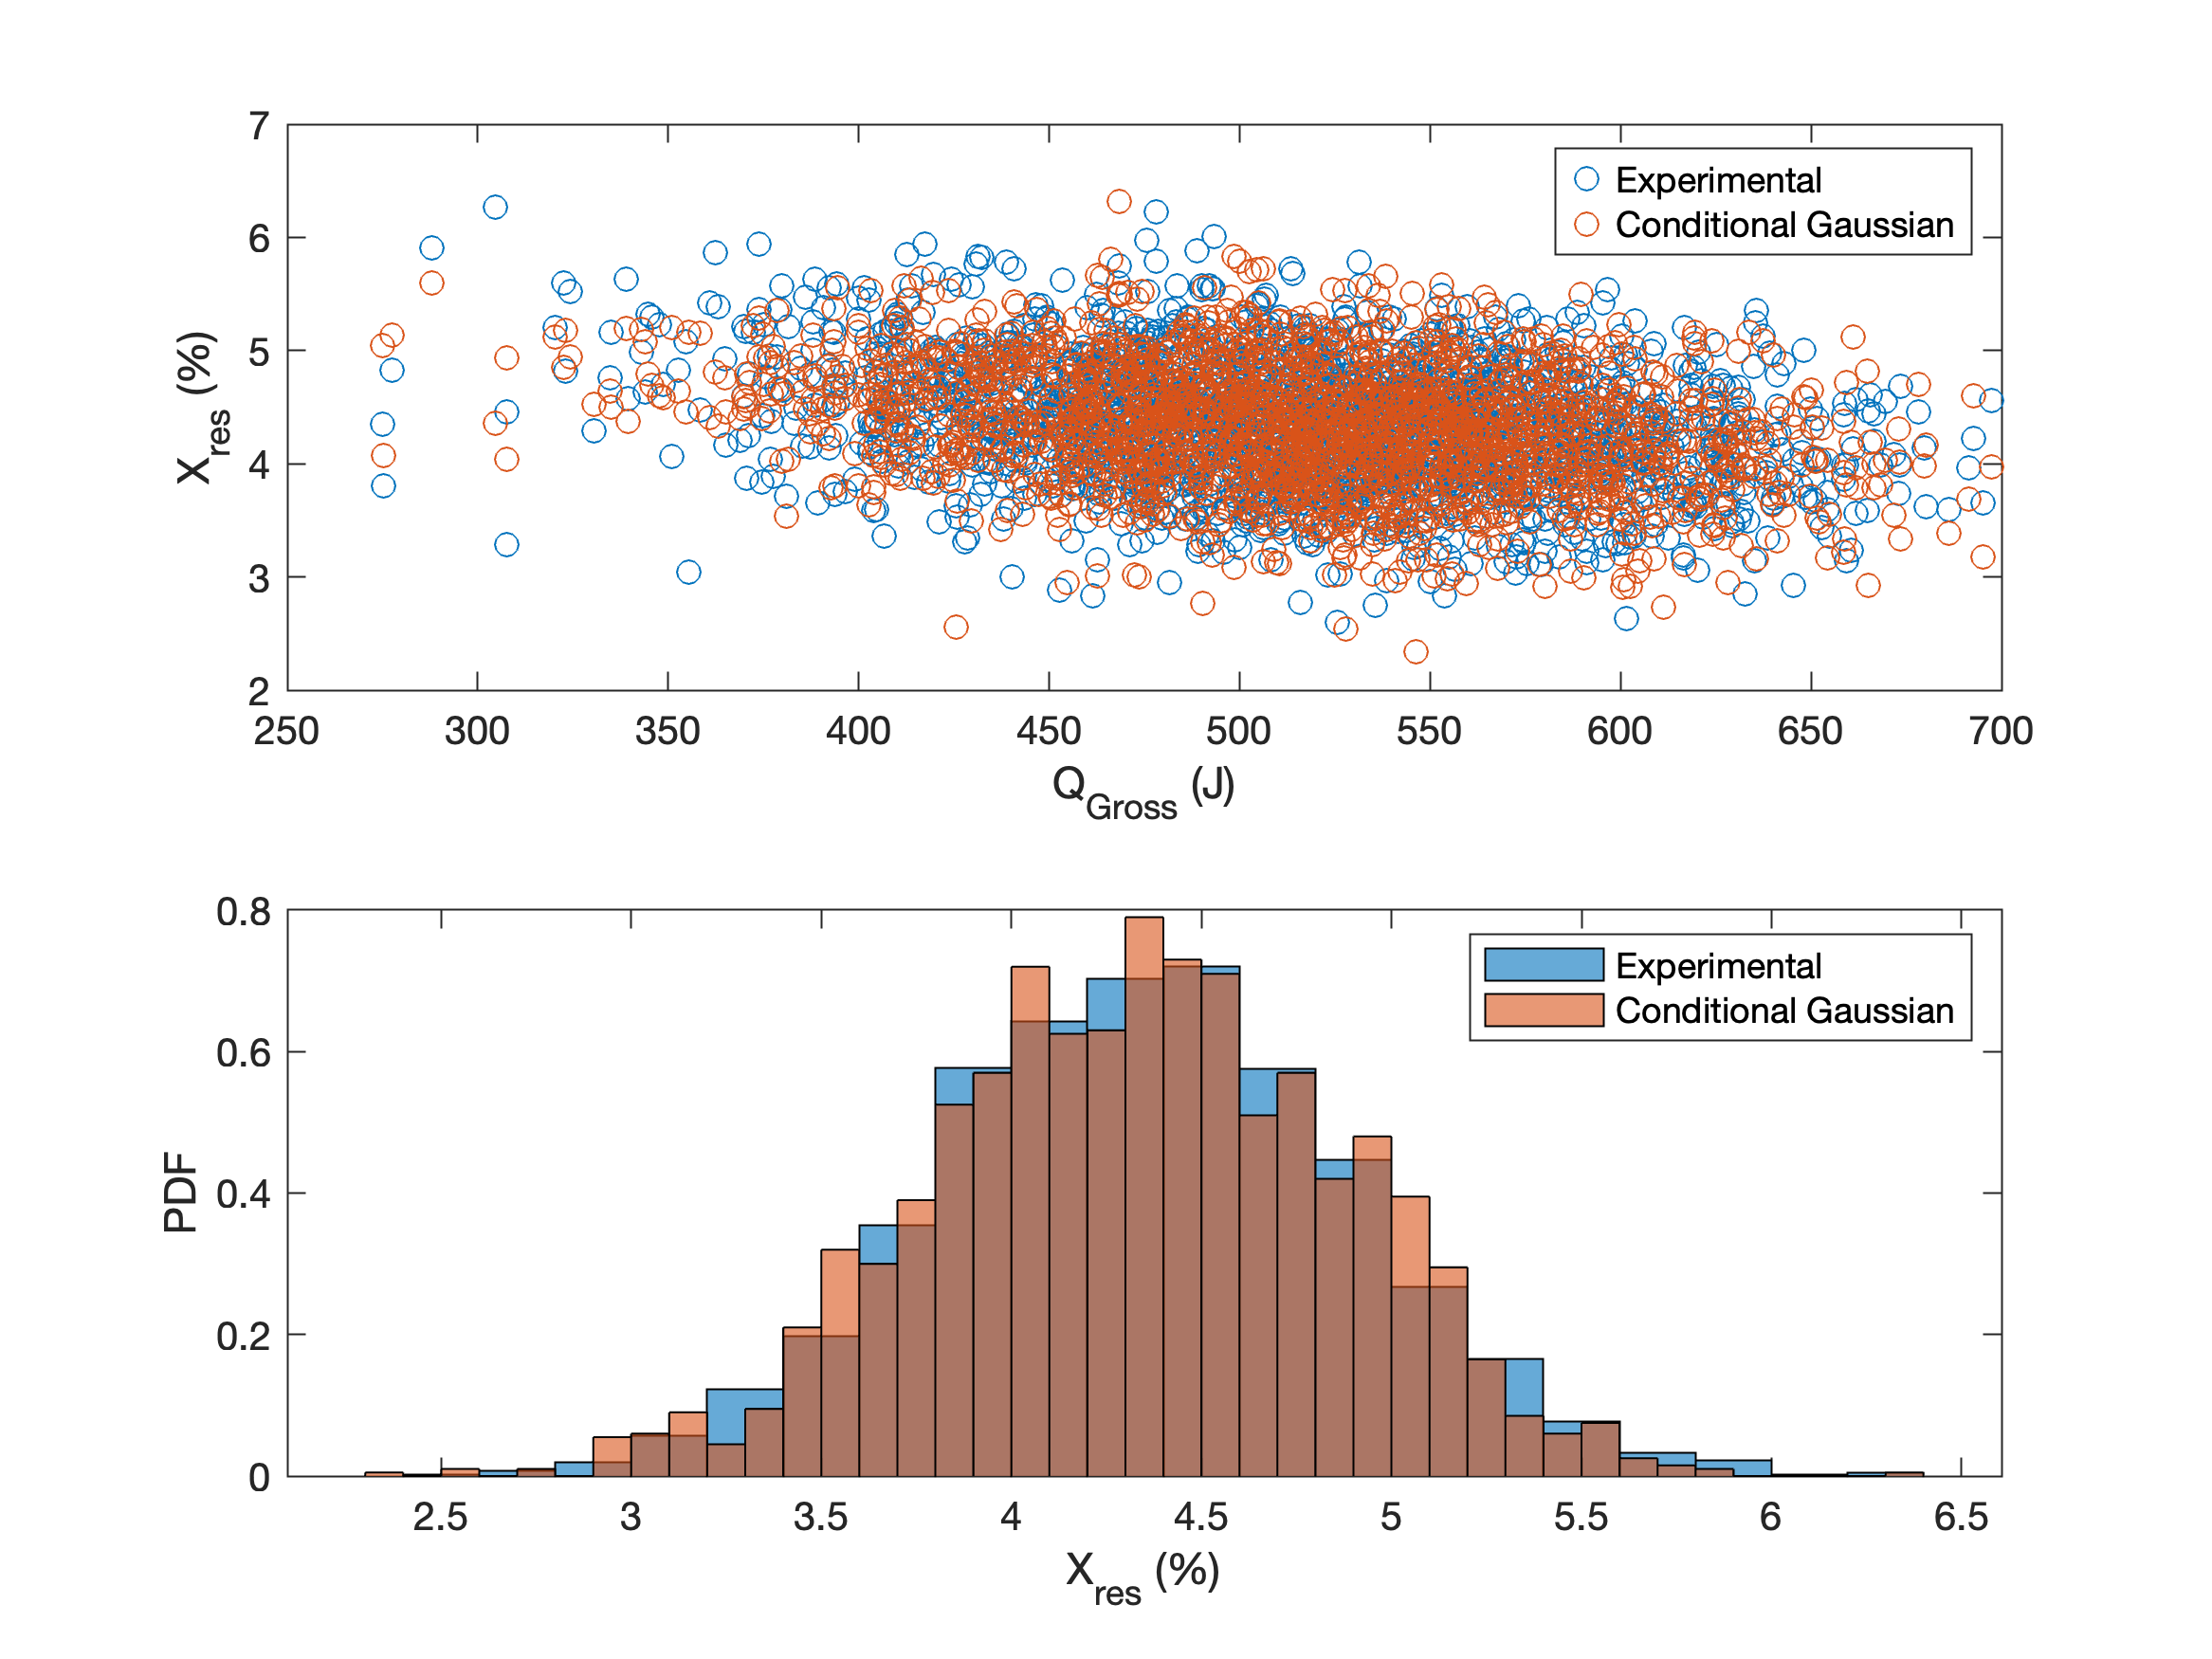 7
6
5
4
3
2
X_res (%)
Experimental
Conditional Gaussian
250 300 350 400 450 500 550 600 650 700
Q_Gross (J)
0.8
0.6
0.4
0.2
0
PDF
Experimental
Conditional Gaussian
2.5 3 3.5 4 4.5 5 5.5 6 6.5
X_res (%)